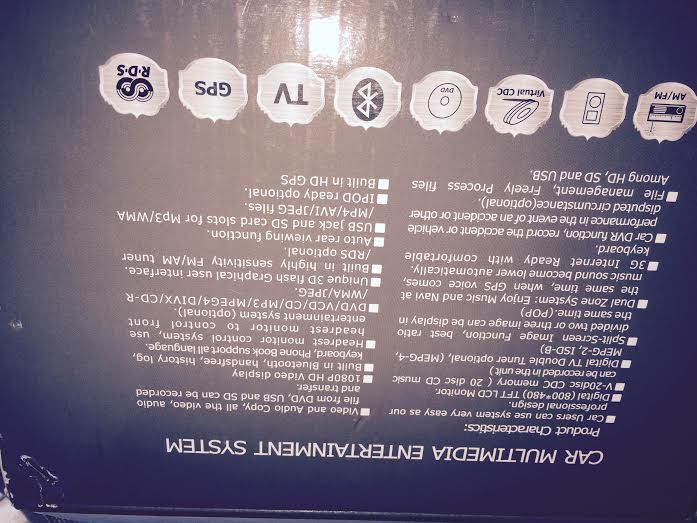 CAR MULTIMEDIA ENTERTAINMENT SYSTEM
Product Characteristics:
Car Users can use system very easy as our
professional design.
Digital (800*480) TFT LCD Monitor.
V-20disc CDC memory ( 20 disc CD music
can be recorded in the unit)
Digital TV Double Tuner optional, (MEPG-4,
MEPG-2, 1SD-B)
Split-Screen Image Function, best ratio
divided two or three image can be display in
the same time. (POP)
Dual Zone System: Enjoy Music and Navi at
the same time, when GPS voice comes,
music sound become lower automatically.
3G Internet Ready with comfortable
keyboard.
Car DVR function, record the accident or vehicle
performance in the event of an accident or other
disputed circumstance(optional).
File management, Freely Process files
Among HD, SD and USB.
Video and Audio Copy, all the video, audio
file from DVD, USB and SD can be recorded
and transfer.
1080P HD Video display
Built in Bluetooth, handsfree, history log,
keyboard, Phone Book support all language.
Headrest monitor control system, use
headrest monitor to control front
entertainment system (optional).
DVD/VCD/CD/MP3/MPEG4/DIVX/CD-R
/WMA/JPEG.
Unique 3D flash Graphical user interface.
Built in highly sensitivity FM/AM tuner
/RDS optional.
Auto rear viewing function.
USB jack and SD card slots for Mp3/WMA
/MP4/AVI/JPEG files.
IPOD ready optional.
Built in HD GPS
AM/FM
Virtual CDC
DVD
TV
GPS
R·D·S